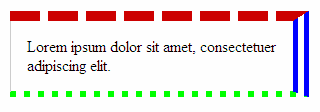 Lorem ipsum dolor sit amet, consectetuer
adipiscing elit.